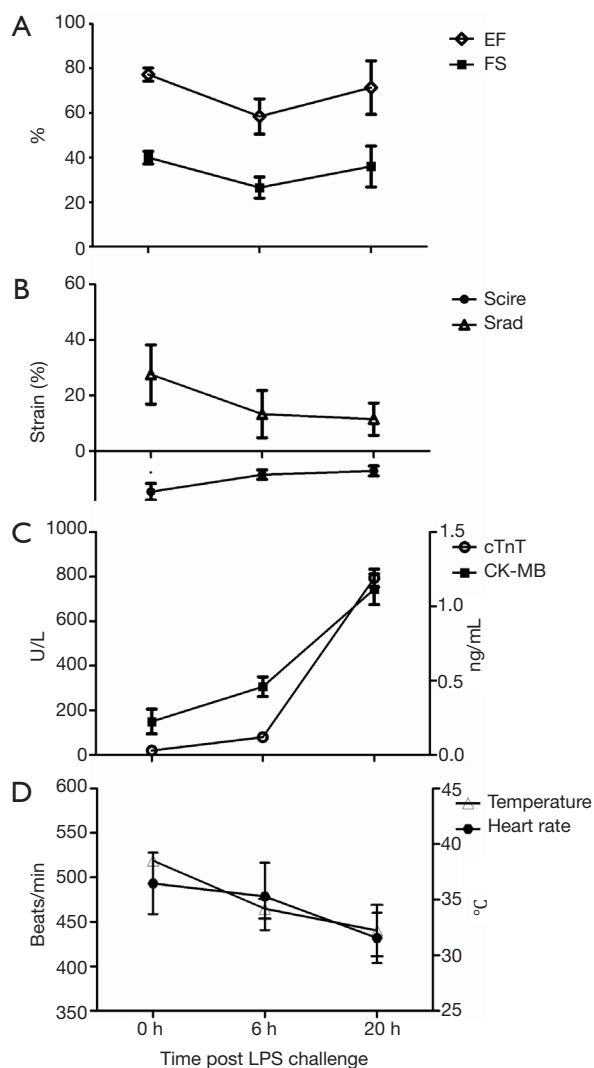 A
100
80
60
40
20
0
%
EF
FS
B
60
40
20
0
Strain (%)
Scire
Srad
C
1000
800
600
400
200
0
U/L
1.5
1.0
0.5
0.0
ng/mL
cTnT
CK-MB
D
600
550
500
450
400
350
Beats/min
45
40
35
30
25
°C
Temperature
Heart rate
0 h 6 h 20 h
Time post LPS challenge